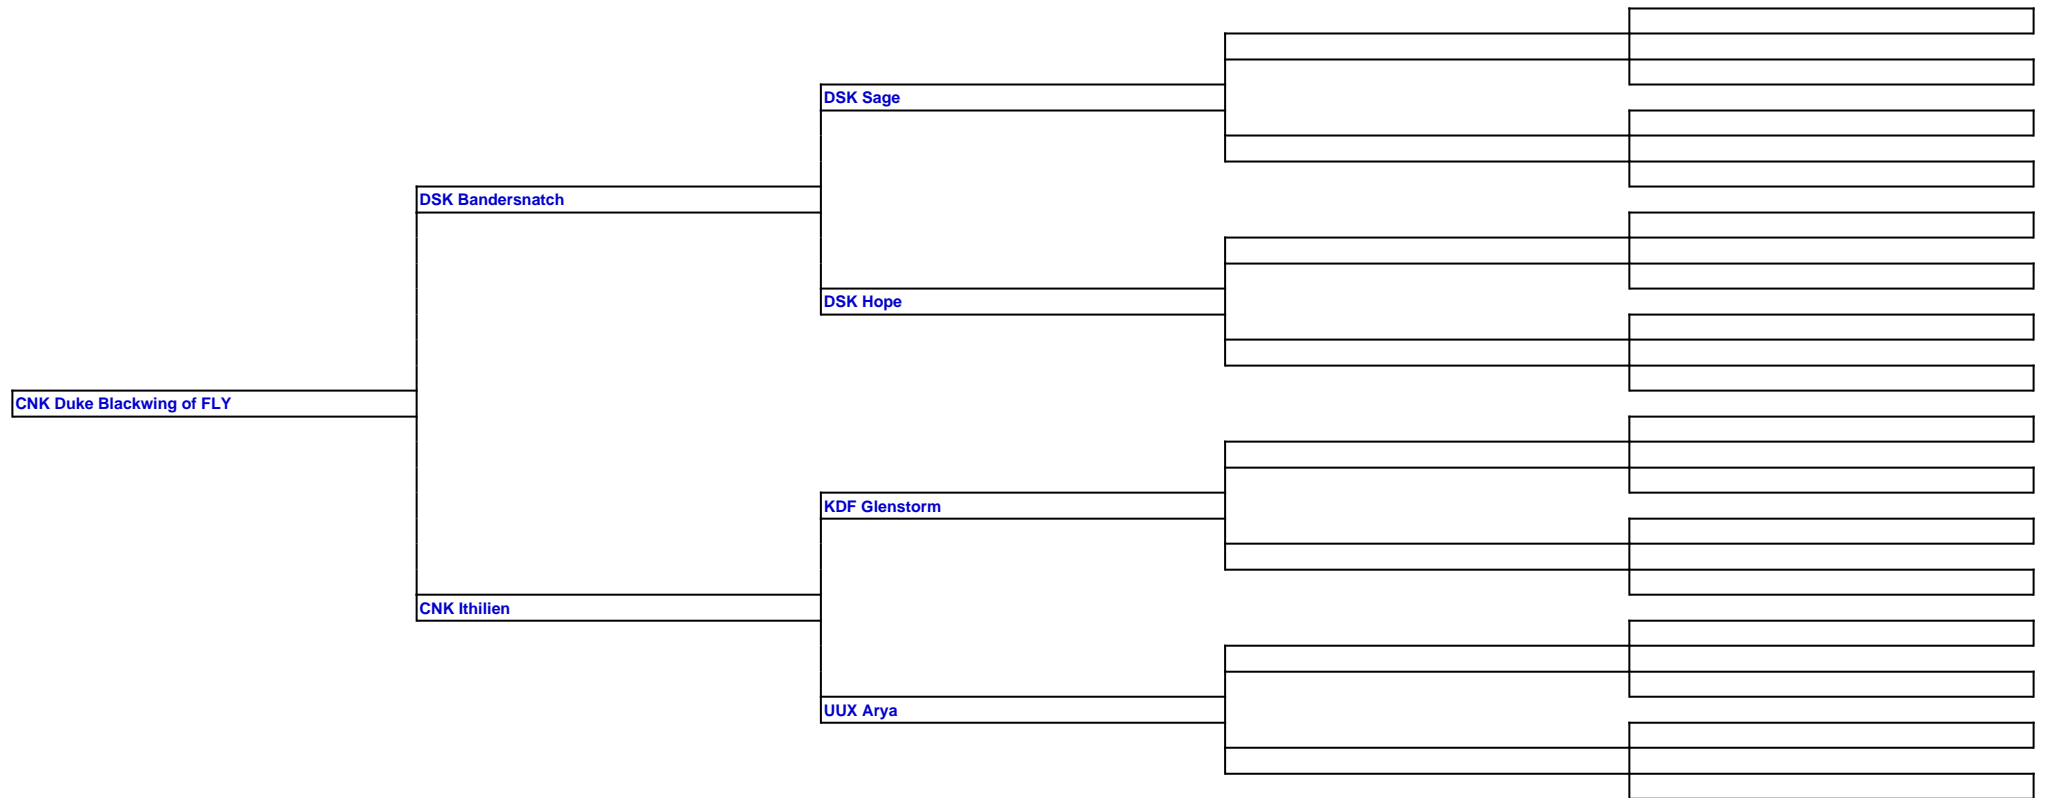 DSK Sage
DSK Bandersnatch
DSK Hope
CNK Duke Blackwing of FLY
KDF Glenstorm
CNK Ithilien
UUX Arya